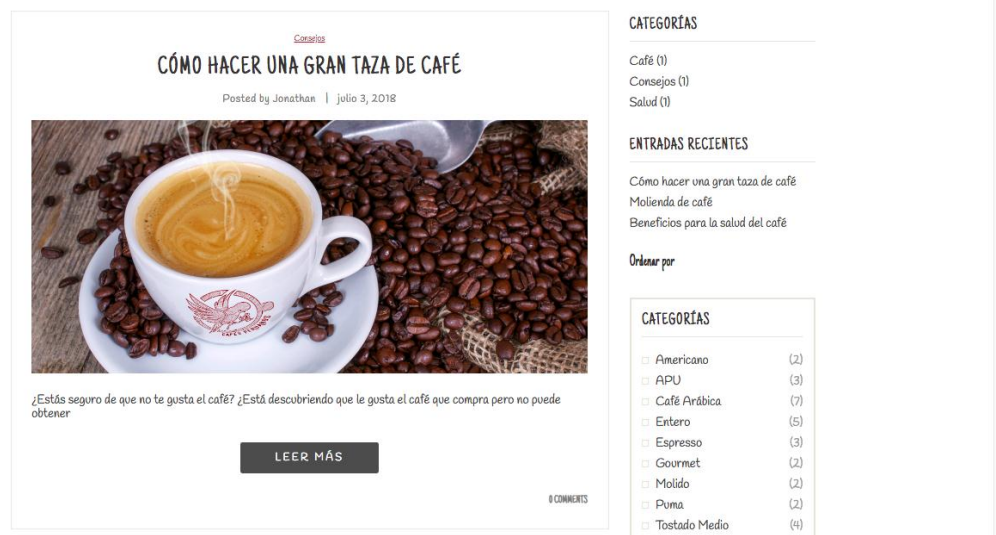 Consejos
CÓMO HACER UNA GRAN TAZA DE CAFÉ
Posted by Jonathan | julio 3, 2018
¿Estás seguro de que no te gusta el café? ¿Está descubriendo que le gusta el café que compra pero no puede
obtener
LEER MÁS
0 COMMENTS
CATEGORÍAS
Café (1)
Consejos (1)
Salud (1)
ENTRADAS RECIENTES
Cómo hacer una gran taza de café
Molienda de café
Beneficios para la salud del café
Ordenar por
CATEGORÍAS
Americano (2)
APU (3)
Café Arábica (7)
Entero (5)
Espresso (3)
Gourmet (2)
Molido (2)
Puma (2)
Tostado Medio (4)